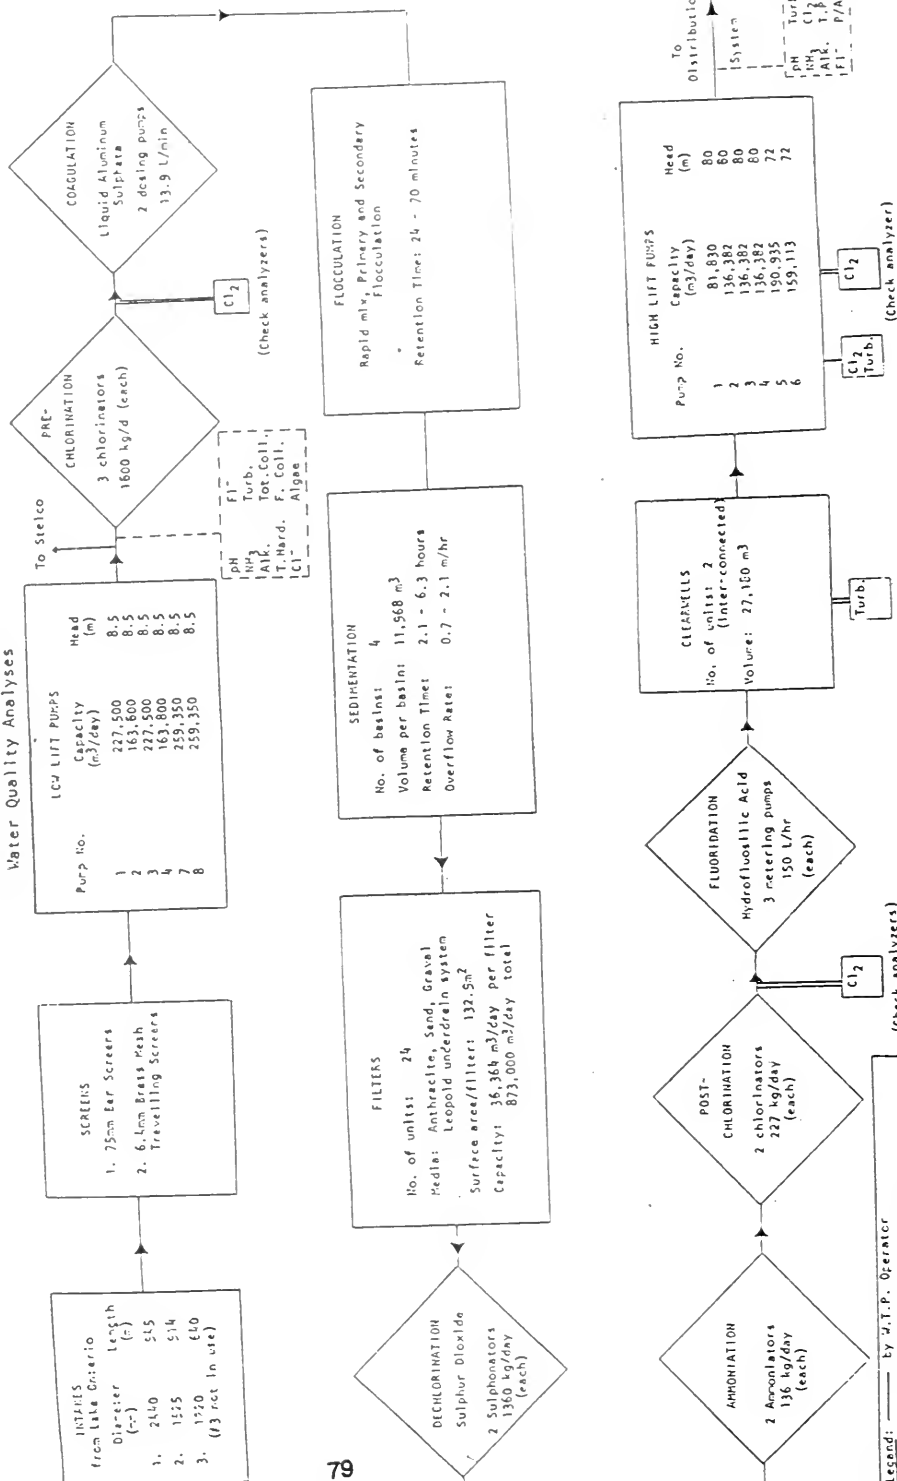 Water Quality Analyses
from Lake Ontario
Diameter Length
1. 2440
2.
3.
(#3 not in use)
SCREENS
1. 75mm Bar Screens
2. 6.4mm Brass Mesh
Travelling Screens
LOW LIFT PUMPS
Pump No. Capacity Head
(m3/day) (m)
1 227,500 8.5
2 163,600 8.5
3 227,500 8.5
4 163,800 8.5
7 259,350 8.5
8 259,350 8.5
To Stelco
pH Fl-
NH3 Turb.
Alk. Tot.Coll.
T.Hard. F. Coll.
Cl- Algae
PRE-
CHLORINATION
3 chlorinators
1600 kg/d (each)
Cl2
(Check analyzers)
COAGULATION
Liquid Aluminum
Sulphate
2 dosing pumps
13.9 L/min
FLOCCULATION
Rapid mix, Primary and Secondary
Flocculation
Retention Time: 24 - 70 minutes
SEDIMENTATION
No. of basins: 4
Volume per basin: 11,568 m3
Retention Time: 2.1 - 6.3 hours
Overflow Rate: 0.7 - 2.1 m/hr
FILTERS
No. of units: 24
Media: Anthracite, Sand, Gravel
Leopold underdrain system
Surface area/filter: 132.5m2
Capacity: 36,364 m3/day per filter
873,000 m3/day total
DECHLORINATION
Sulphur Dioxide
2 Sulphonators
1360 kg/day
(each)
AMMONIATION
2 Ammoniators
136 kg/day
(each)
POST-
CHLORINATION
2 chlorinators
227 kg/day
(each)
Cl2
(Check analyzers)
FLUORIDATION
Hydrofluosilic Acid
3 metering pumps
150 L/hr
(each)
CLEARWELLS
No. of units: 2
(Inter-connected)
Volume: 27,100 m3
Turb.
HIGH LIFT PUMPS
Pump No. Capacity Head
(m3/day) (m)
1 81,830 80
2 136,382 60
3 136,382 80
4 136,382 80
5 190,935 72
6 159,113 72
Cl2
Turb.
Cl2
(Check analyzer)
To
Distributio
System
pH Tur
NH3 Cl2
Alk. T.P
Fl- P/A
Legend: by W.T.P. Operator
79